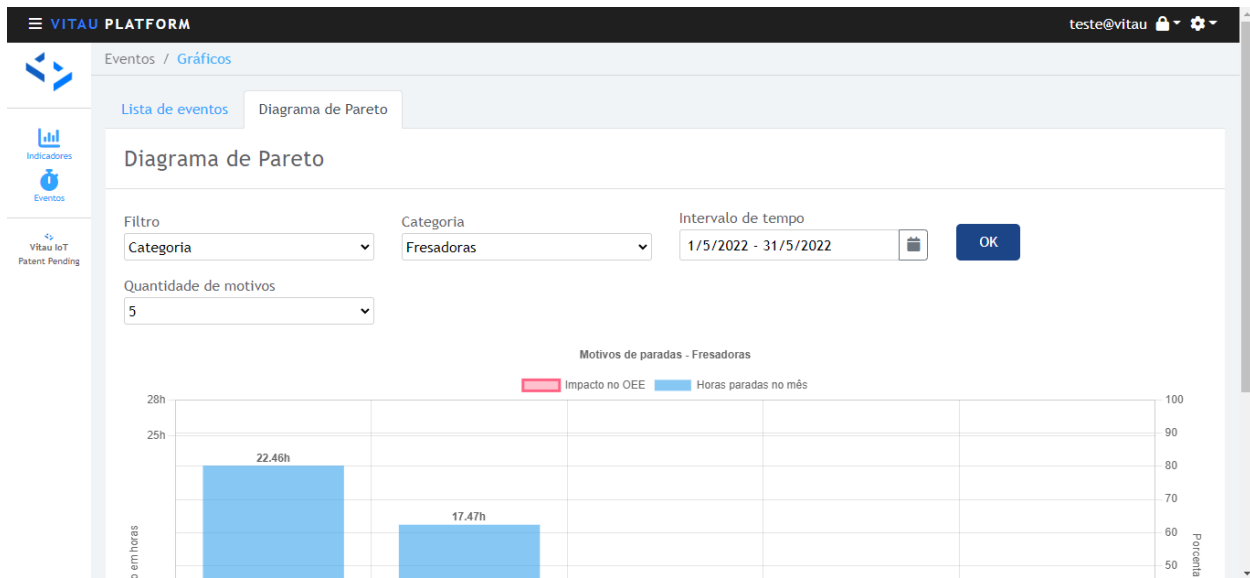 VITAU PLATFORM
teste@vitau
Eventos / Gráficos
Lista de eventos
Diagrama de Pareto
Indicadores
Eventos
Vitau IoT
Patent Pending
Diagrama de Pareto
Filtro
Categoria
Categoria
Fresadoras
Intervalo de tempo
1/5/2022 - 31/5/2022
OK
Quantidade de motivos
5
Motivos de paradas - Fresadoras
Impacto no OEE
Horas paradas no mês
28h
25h
22.46h
17.47h
100
90
80
70
60
50
em horas